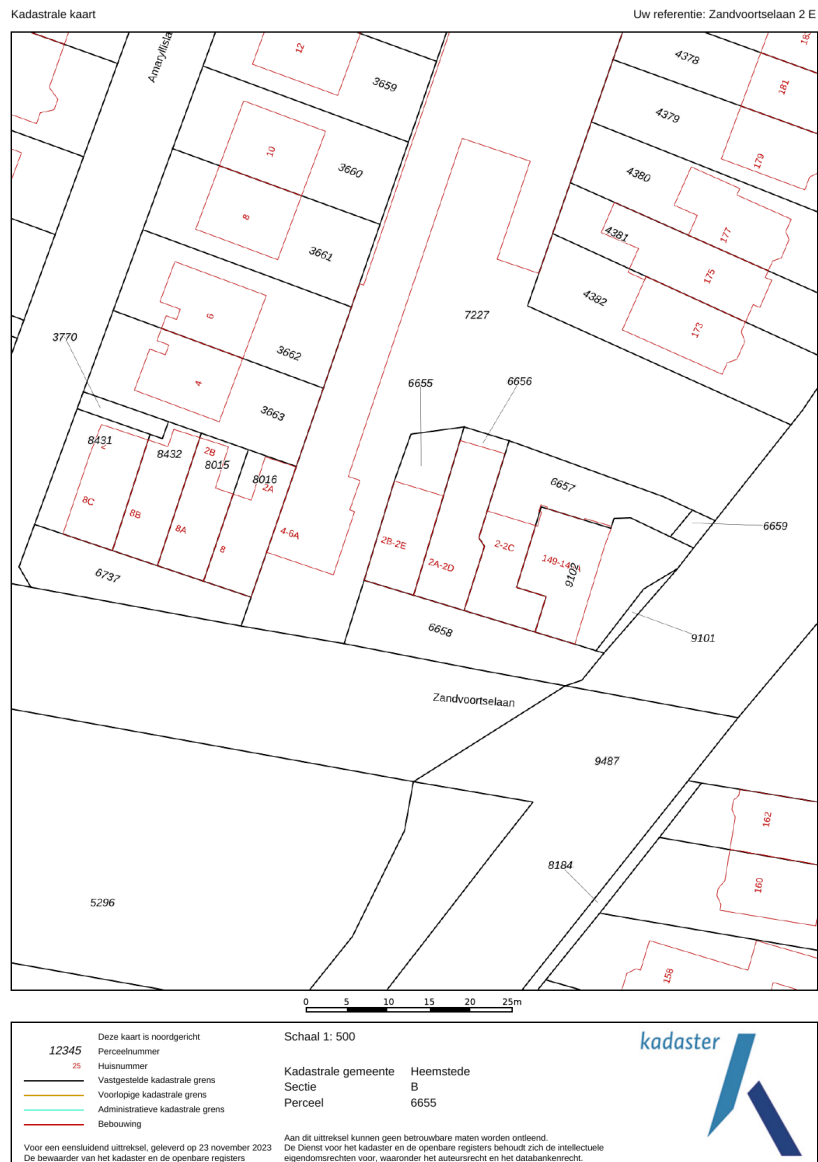 Kadastrale kaart
Uw referentie: Zandvoortselaan 2 E
12
3659
4378
181
4379
179
10
3660
4380
8
3661
4381
177
175
4382
173
6
7227
3770
3662
4
6655
6656
3663
8431
2
8432
2B
8015
8016
2A
6657
6659
8C
8B
8A
8
4-6A
2B-2E
2A-2D
2-2C
9102
6737
6658
9101
Zandvoortselaan
9487
162
8184
160
5296
158
0 5 10 15 20 25m
Deze kaart is noordgericht
12345 Perceelnummer
25 Huisnummer
Vastgestelde kadastrale grens
Voorlopige kadastrale grens
Administratieve kadastrale grens
Bebouwing
Voor een eensluidend uittreksel, geleverd op 23 november 2023
De bewaarder van het kadaster en de openbare registers
Schaal 1: 500
Kadastrale gemeente Heemstede
Sectie B
Perceel 6655
Aan dit uittreksel kunnen geen betrouwbare maten worden ontleend.
De Dienst voor het kadaster en de openbare registers behoudt zich de intellectuele
eigendomsrechten voor, waaronder het auteursrecht en het databankenrecht.
kadaster